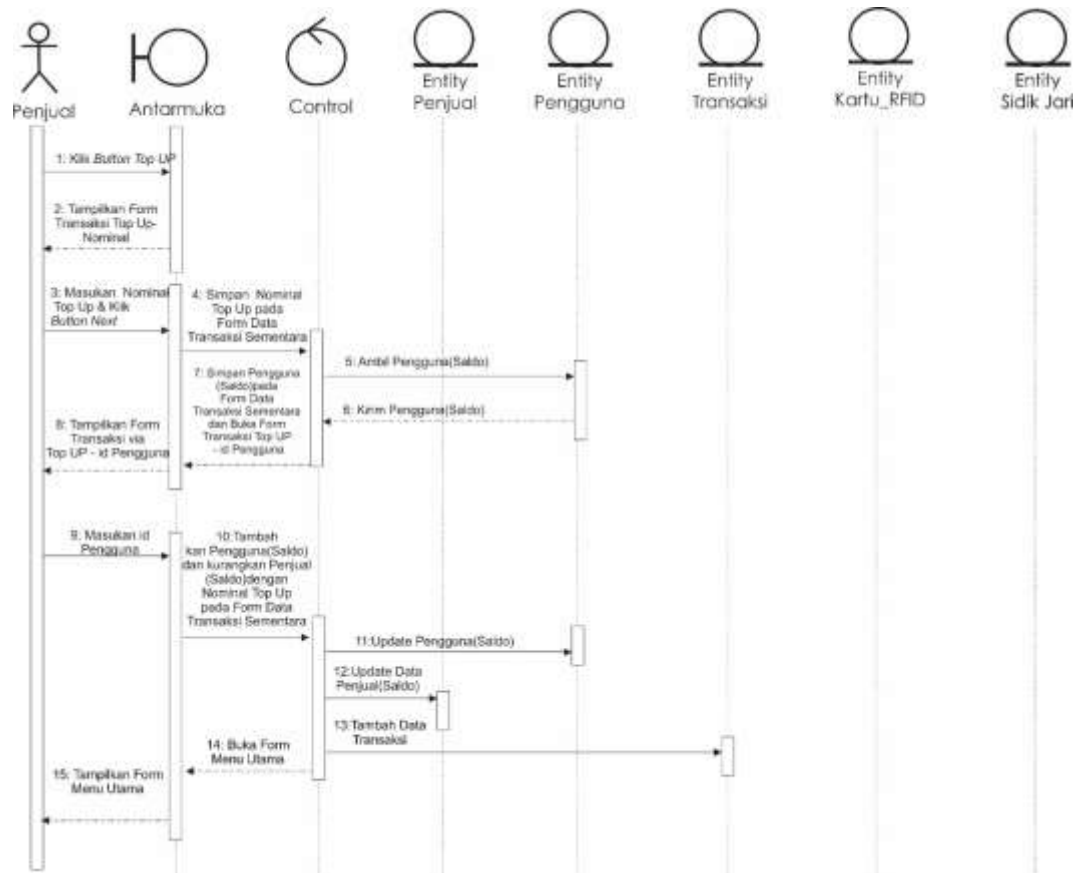 Penjual
Antarmuka
Control
Entity
Penjual
Entity
Pengguna
Entity
Transaksi
Entity
Kartu_RFID
Entity
Sidik Jari
1: Klik Button Top UP
2: Tampilkan Form
Transaksi Top Up-
Nominal
3: Masukan Nominal
Top Up & Klik
Button Next
4: Simpan Nominal
Top Up pada
Form Data
Transaksi Sementara
5: Ambil Pengguna(Saldo)
6: Kirim Pengguna(Saldo)
7: Simpan Pengguna
(Saldo)pada
Form Data
Transaksi Sementara
dan Buka Form
Transaksi Top UP
- id Pengguna
8: Tampilkan Form
Transaksi via
Top UP - id Pengguna
9: Masukan id
Pengguna
10:Tambah
kan Pengguna(Saldo)
dan kurangkan Penjual
(Saldo)dengan
Nominal Top Up
pada Form Data
Transaksi Sementara
11:Update Pengguna(Saldo)
12:Update Data
Penjual(Saldo)
13:Tambah Data
Transaksi
14: Buka Form
Menu Utama
15: Tampilkan Form
Menu Utama